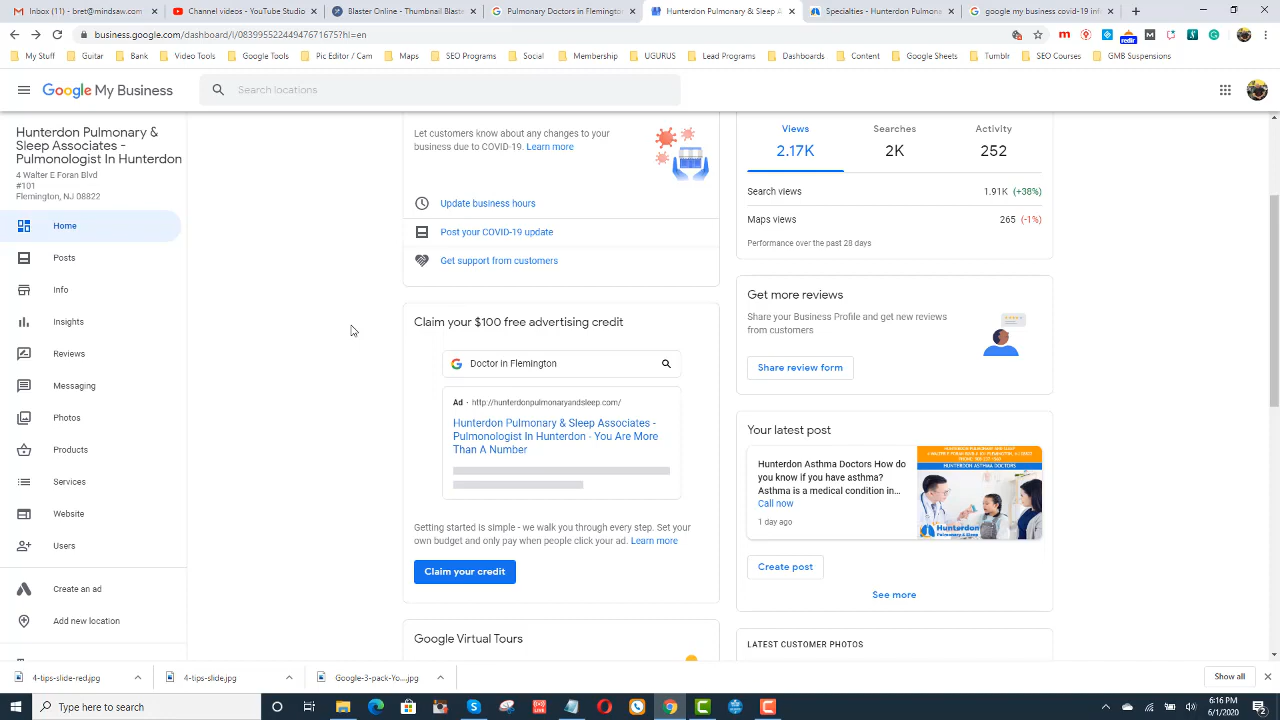 Inbox - wes@mindsaw.com
Channel videos - YouTube Studio
Blaster Online - Thumbnail Blaste
Pulmonary Doctors in Flemington
Hunterdon Pulmonary & Sleep A
Specialties - Hunterdon Pulmona
google my business covid-19 info
business.google.com/dashboard/l/08399552244947671675?hl=en
My Stuff
Guitar
Bank
Video Tools
Google Tools
Pic Editor / Cam
Maps
SEO Programs
Social
Membership
UGURUS
Lead Programs
Dashboards
Content
Google Sheets
Tumblr
SEO Courses
GMB Suspensions
Google My Business
Search locations
Hunterdon Pulmonary &
Sleep Associates -
Pulmonologist In Hunterdon
4 Walter E Foran Blvd
#101
Flemington, NJ 08822
Home
Posts
Info
Insights
Reviews
Messaging
Photos
Products
Services
Website
Users
Create an ad
Add new location
Let customers know about any changes to your
business due to COVID-19. Learn more
Update business hours
Post your COVID-19 update
Get support from customers
Claim your $100 free advertising credit
Doctor in Flemington
Ad · http://hunterdonpulmonaryandsleep.com/
Hunterdon Pulmonary & Sleep Associates -
Pulmonologist In Hunterdon - You Are More
Than A Number
Getting started is simple - we walk you through every step. Set your
own budget and only pay when people click your ad. Learn more
Claim your credit
Google Virtual Tours
Views
Searches
Activity
2.17K
2K
252
Search views
1.91K (+38%)
Maps views
265 (-1%)
Performance over the past 28 days
Get more reviews
Share your Business Profile and get new reviews
from customers
Share review form
Your latest post
Hunterdon Asthma Doctors How do
you know if you have asthma?
Asthma is a medical condition in...
Call now
1 day ago
HUNTERDON PULMONARY AND SLEEP
HUNTERDON ASTHMA DOCTORS
Hunterdon
Pulmonary & Sleep
Create post
See more
LATEST CUSTOMER PHOTOS
4-tips-slide-red.jpg
4-tips-slide.jpg
Google-3-pack-Yo....jpg
Show all
Type here to search
6:16 PM
6/1/2020